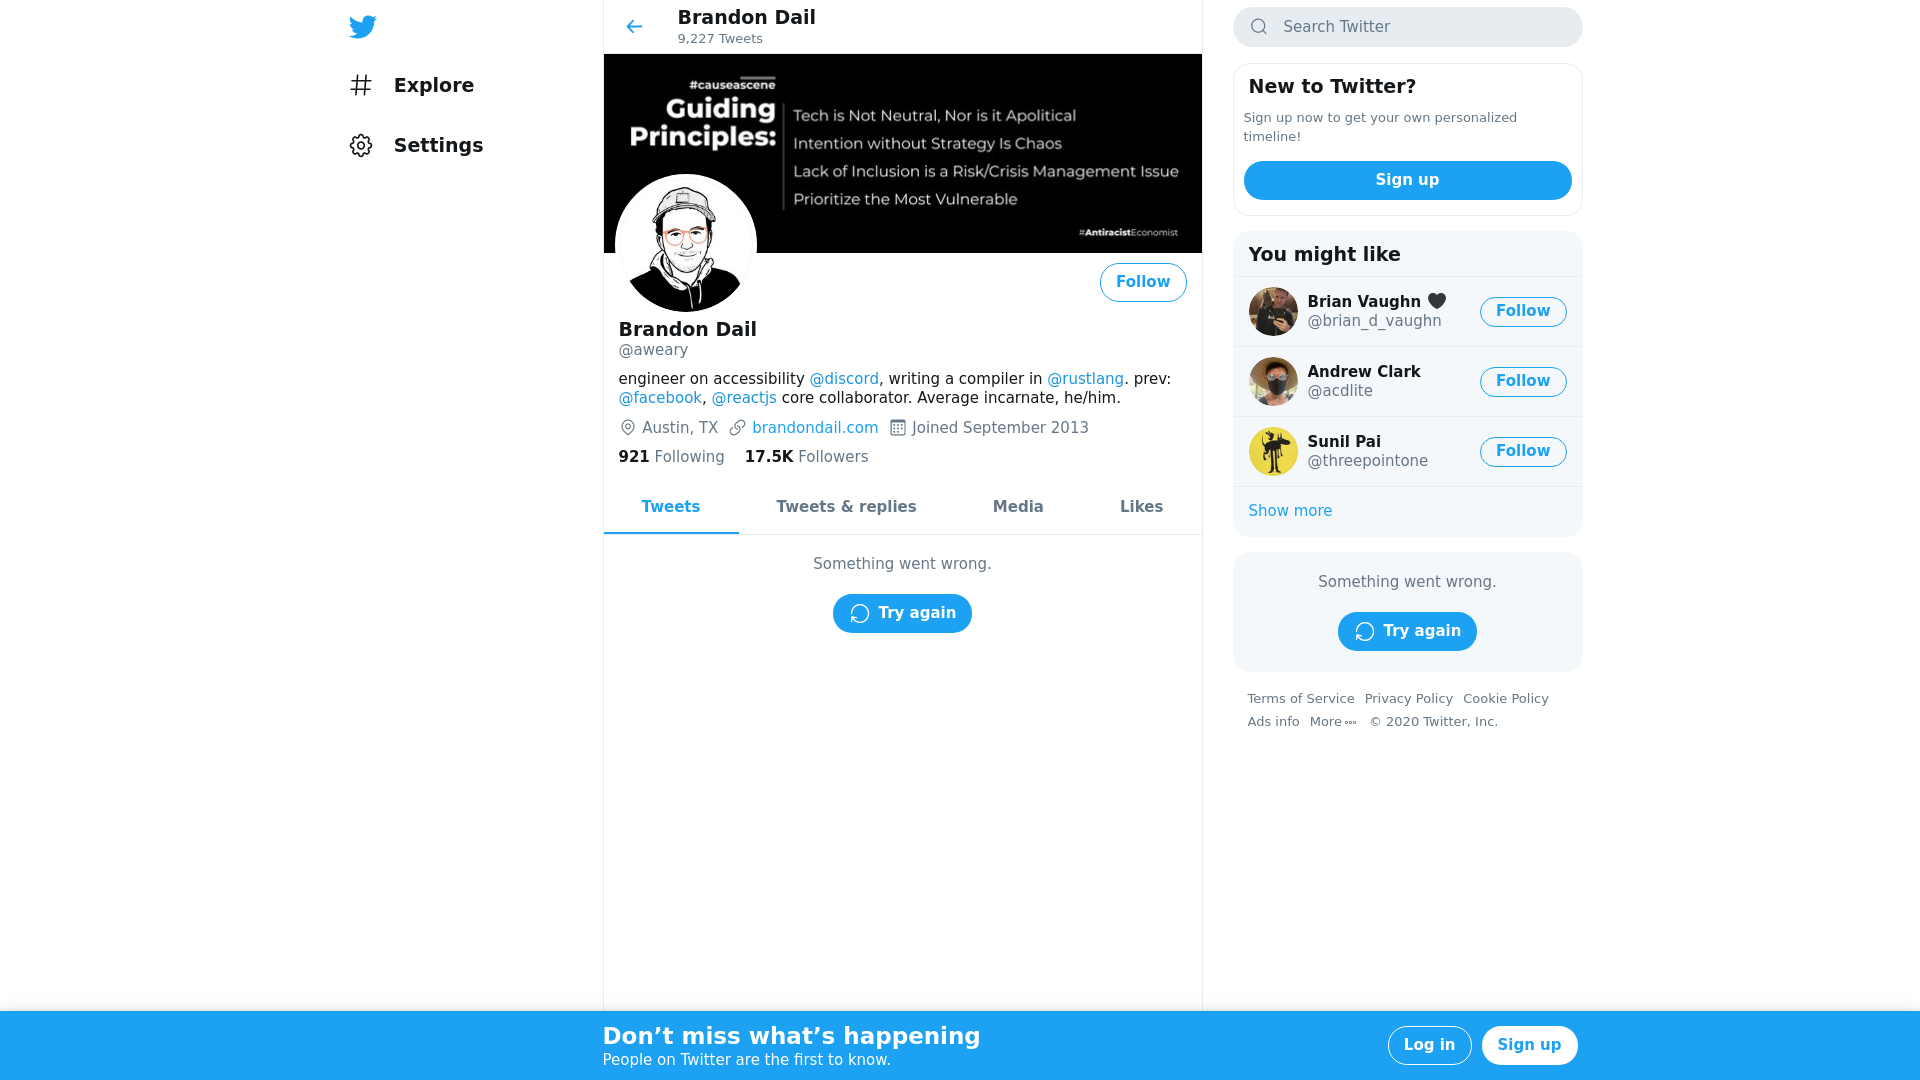 Explore
Settings
Brandon Dail
9,227 Tweets
#causeascene
Guiding
Principles:
Tech is Not Neutral, Nor is it Apolitical
Intention without Strategy Is Chaos
Lack of Inclusion is a Risk/Crisis Management Issue
Prioritize the Most Vulnerable
#AntiracistEconomist
Follow
Brandon Dail
@aweary
engineer on accessibility @discord, writing a compiler in @rustlang. prev:
@facebook, @reactjs core collaborator. Average incarnate, he/him.
Austin, TX brandondail.com Joined September 2013
921 Following 17.5K Followers
Tweets Tweets & replies Media Likes
Something went wrong.
Try again
Search Twitter
New to Twitter?
Sign up now to get your own personalized
timeline!
Sign up
You might like
Brian Vaughn 🖤
@brian_d_vaughn
Follow
Andrew Clark
@acdlite
Follow
Sunil Pai
@threepointone
Follow
Show more
Something went wrong.
Try again
Terms of Service Privacy Policy Cookie Policy
Ads info More © 2020 Twitter, Inc.
Don’t miss what’s happening
People on Twitter are the first to know.
Log in Sign up